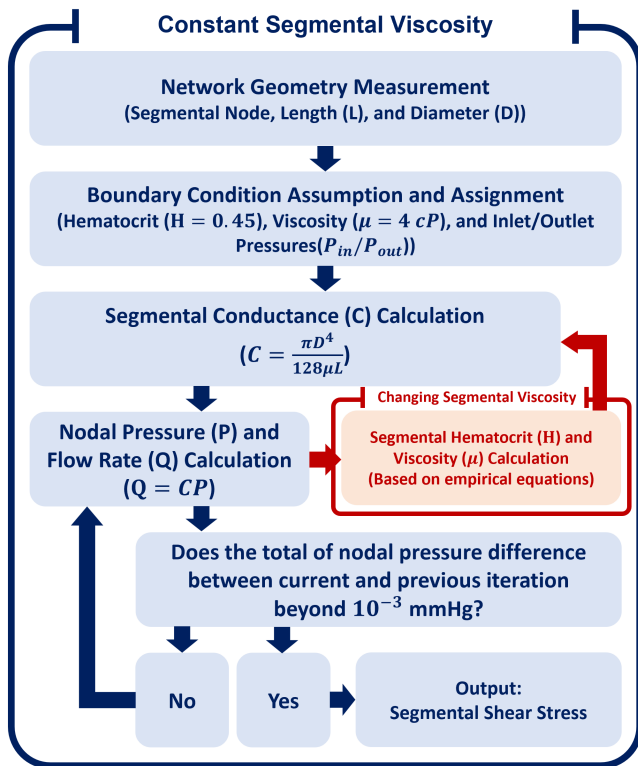 Constant Segmental Viscosity
Network Geometry Measurement
(Segmental Node, Length (L), and Diameter (D))
Boundary Condition Assumption and Assignment
(Hematocrit (H = 0.45), Viscosity (μ = 4 cP), and Inlet/Outlet
Pressures(P_in/P_out))
Segmental Conductance (C) Calculation
(C = πD⁴/128μL)
Changing Segmental Viscosity
Nodal Pressure (P) and
Flow Rate (Q) Calculation
(Q = CP)
Segmental Hematocrit (H) and
Viscosity (μ) Calculation
(Based on empirical equations)
Does the total of nodal pressure difference
between current and previous iteration
beyond 10⁻³ mmHg?
No
Yes
Output:
Segmental Shear Stress